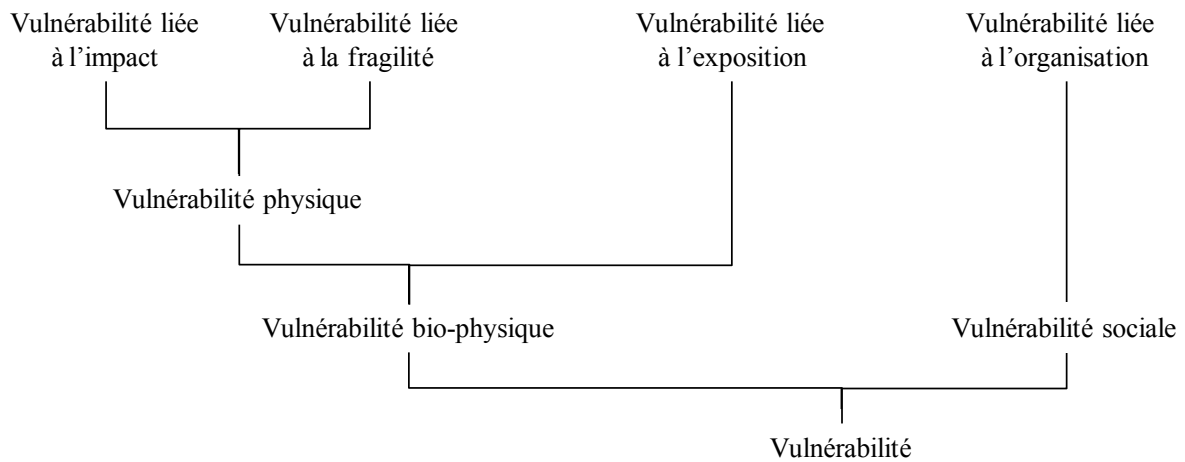 Vulnérabilité liée
à l'impact
Vulnérabilité liée
à la fragilité
Vulnérabilité liée
à l'exposition
Vulnérabilité liée
à l'organisation
Vulnérabilité physique
Vulnérabilité bio-physique
Vulnérabilité sociale
Vulnérabilité